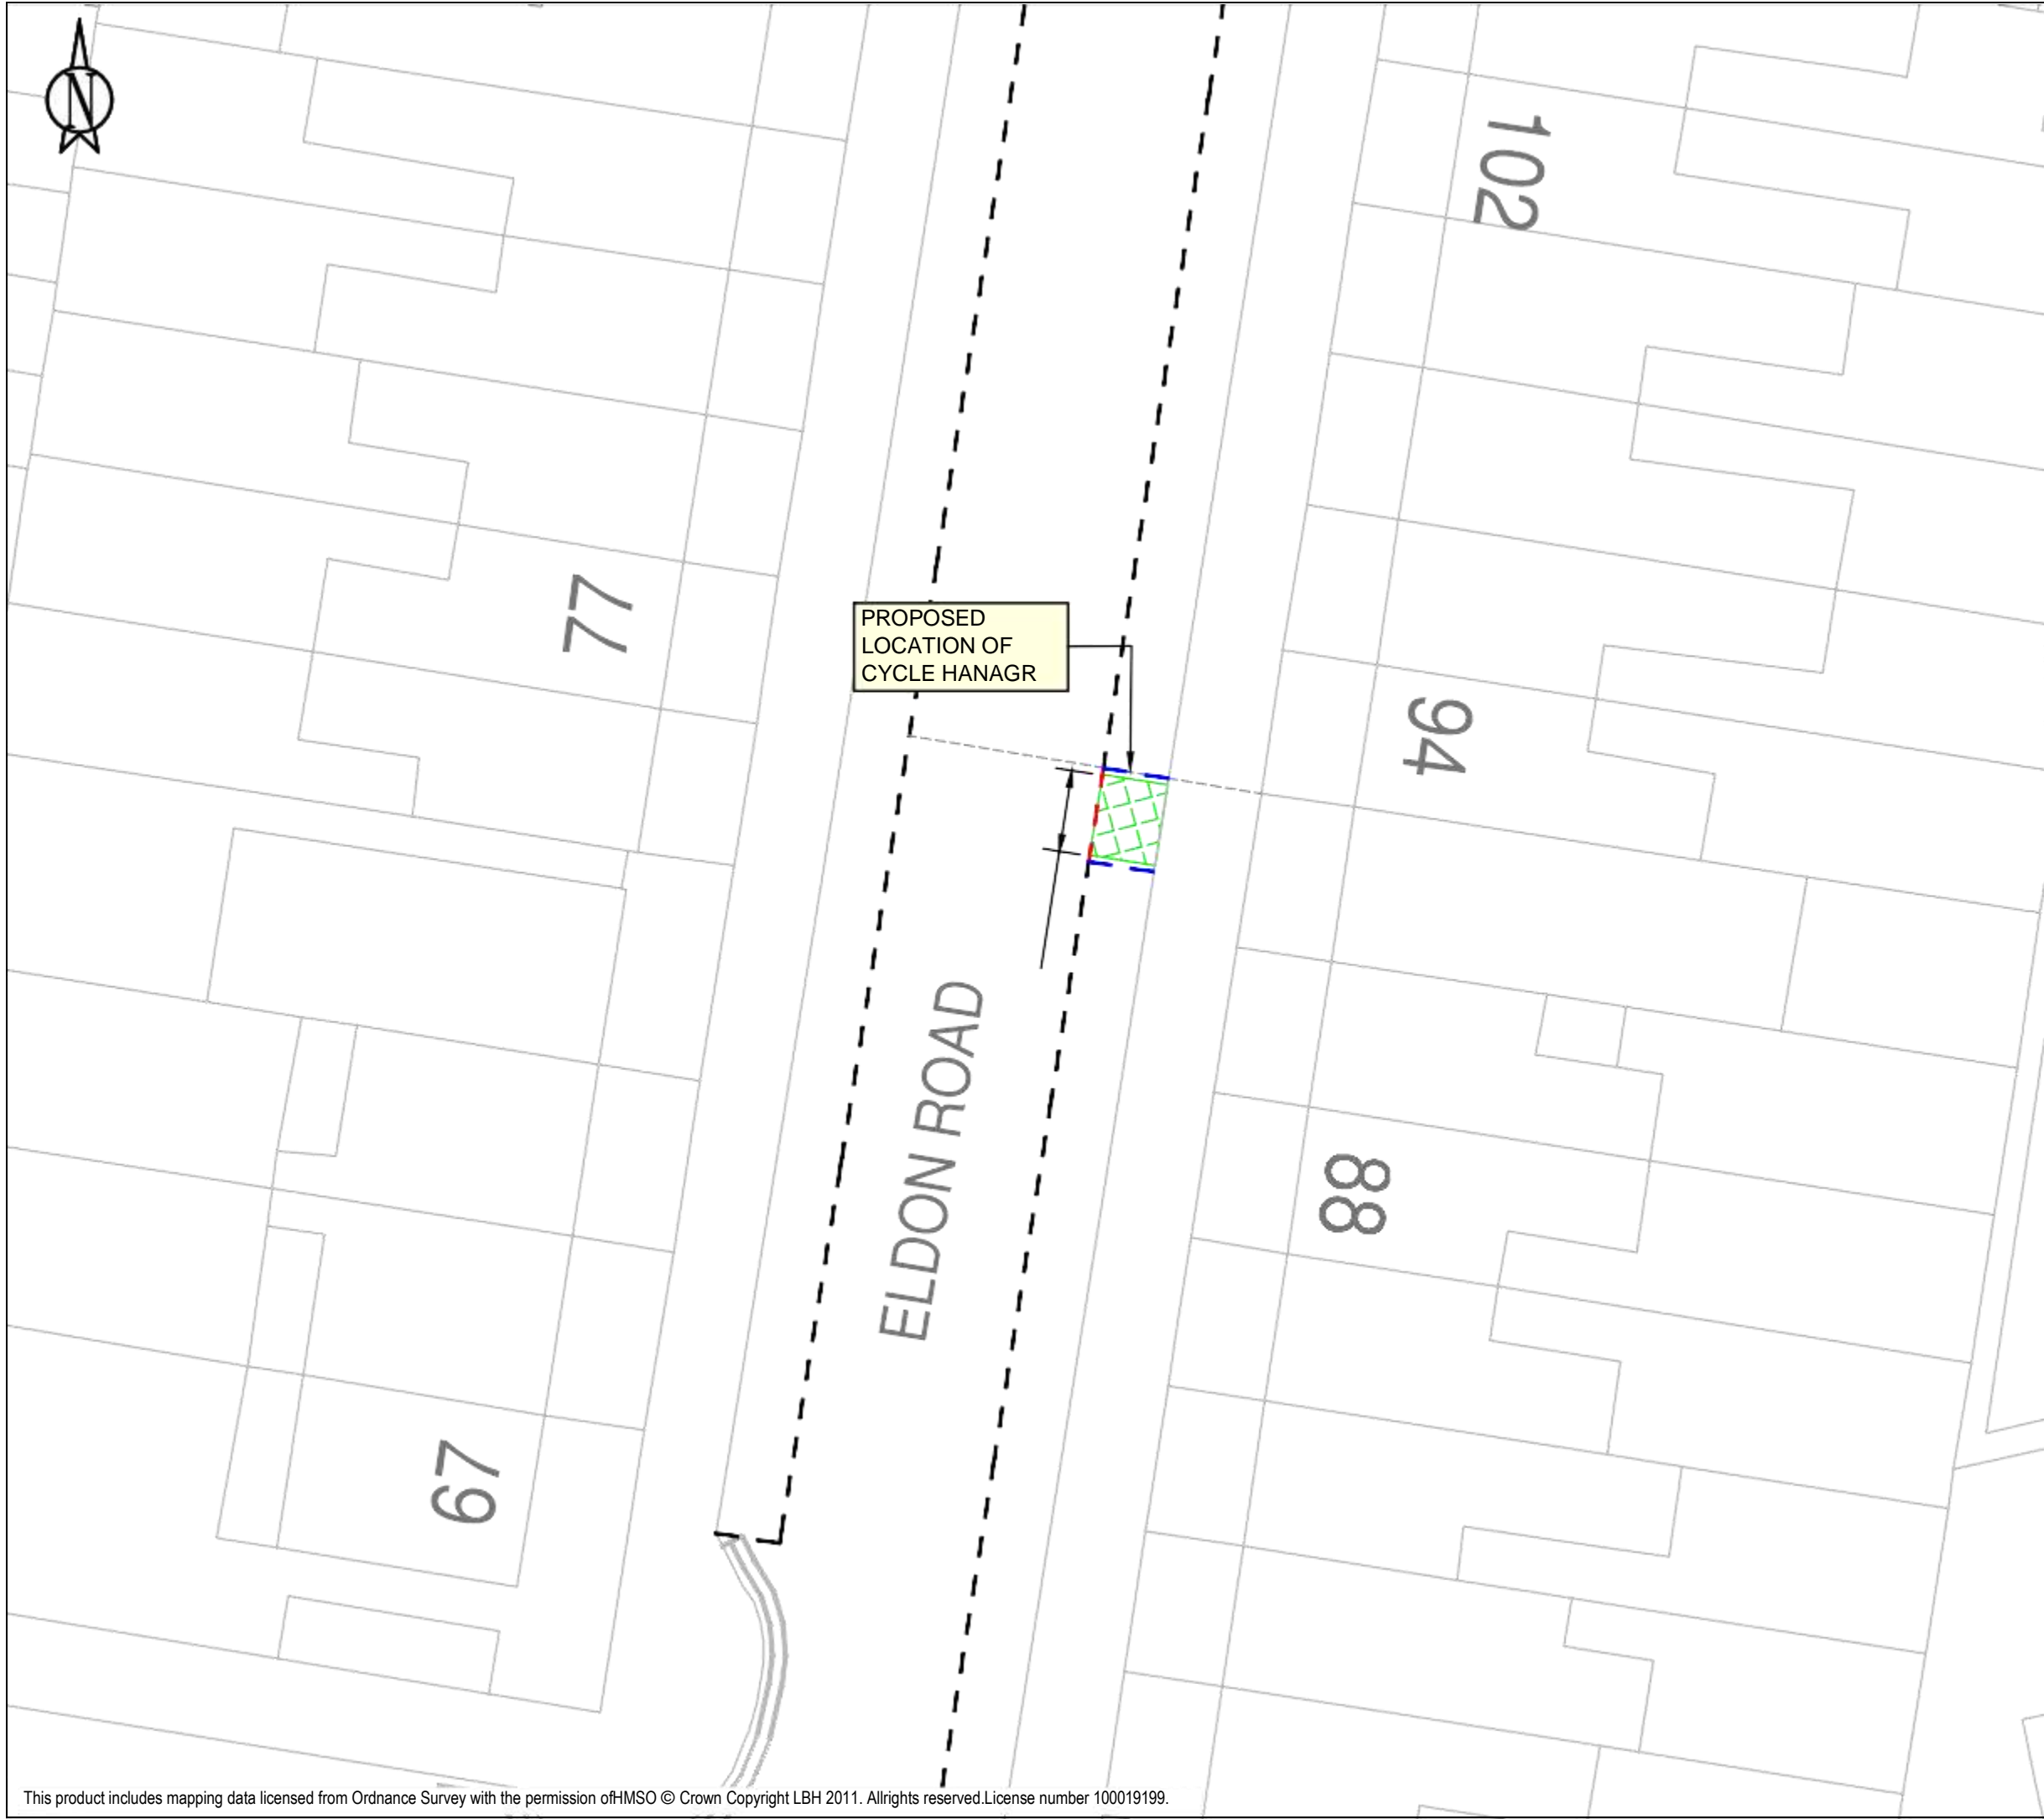 N
102
77
PROPOSED
LOCATION OF
CYCLE HANAGR
94
ELDON ROAD
88
67
This product includes mapping data licensed from Ordnance Survey with the permission ofHMSO © Crown Copyright LBH 2011. Allrights reserved.License number 100019199.